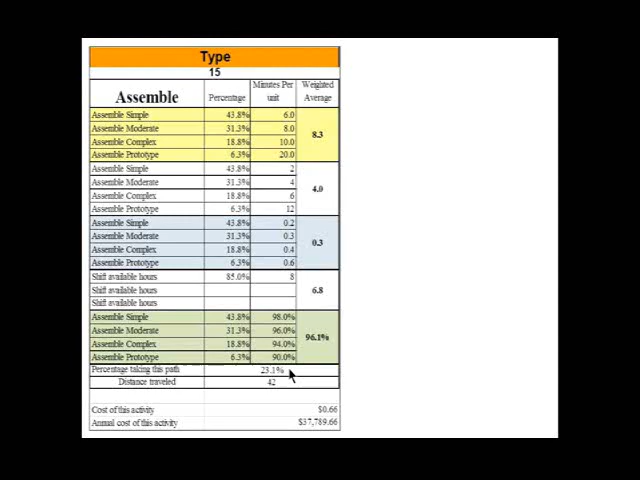 Type
15
Assemble Percentage Minutes Per unit Weighted Average
Assemble Simple 43.8% 6.0
Assemble Moderate 31.3% 8.0
8.3
Assemble Complex 18.8% 10.0
Assemble Prototype 6.3% 20.0
Assemble Simple 43.8% 2
Assemble Moderate 31.3% 4
4.0
Assemble Complex 18.8% 6
Assemble Prototype 6.3% 12
Assemble Simple 43.8% 0.2
Assemble Moderate 31.3% 0.3
0.3
Assemble Complex 18.8% 0.4
Assemble Prototype 6.3% 0.6
Shift available hours 85.0% 8
Shift available hours 6.8
Shift available hours
Assemble Simple 43.8% 98.0%
Assemble Moderate 31.3% 96.0%
96.1%
Assemble Complex 18.8% 94.0%
Assemble Prototype 6.3% 90.0%
Percentage taking this path 23.1%
Distance traveled 42
Cost of this activity $0.66
Annual cost of this activity $37,789.66